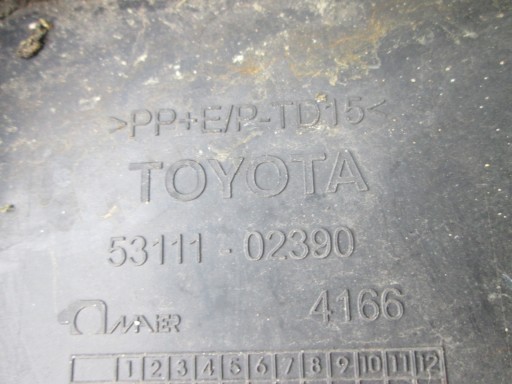 >PP+E/P-TD15<
TOYOTA
53111-02390
MAIER 4166
1 2 3 4 5 6 7 8 9 10 11 12